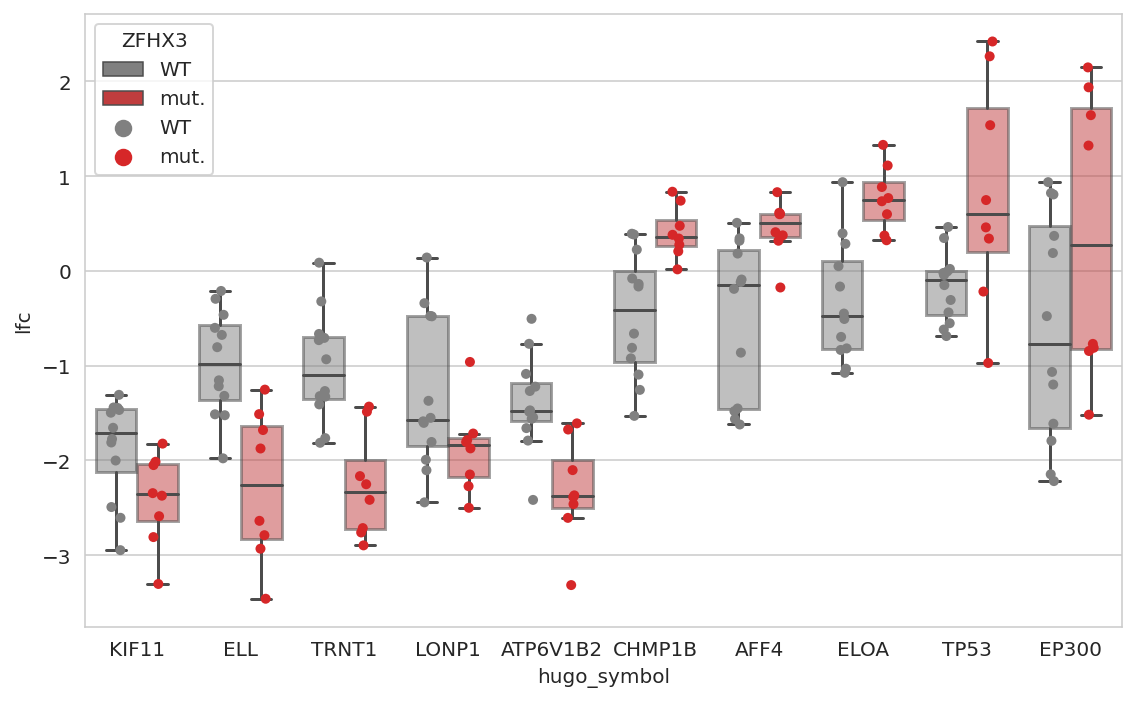 ZFHX3
WT
mut.
WT
mut.
2
1
0
−1
−2
−3
lfc
KIF11 ELL TRNT1 LONP1 ATP6V1B2 CHMP1B AFF4 ELOA TP53 EP300
hugo_symbol